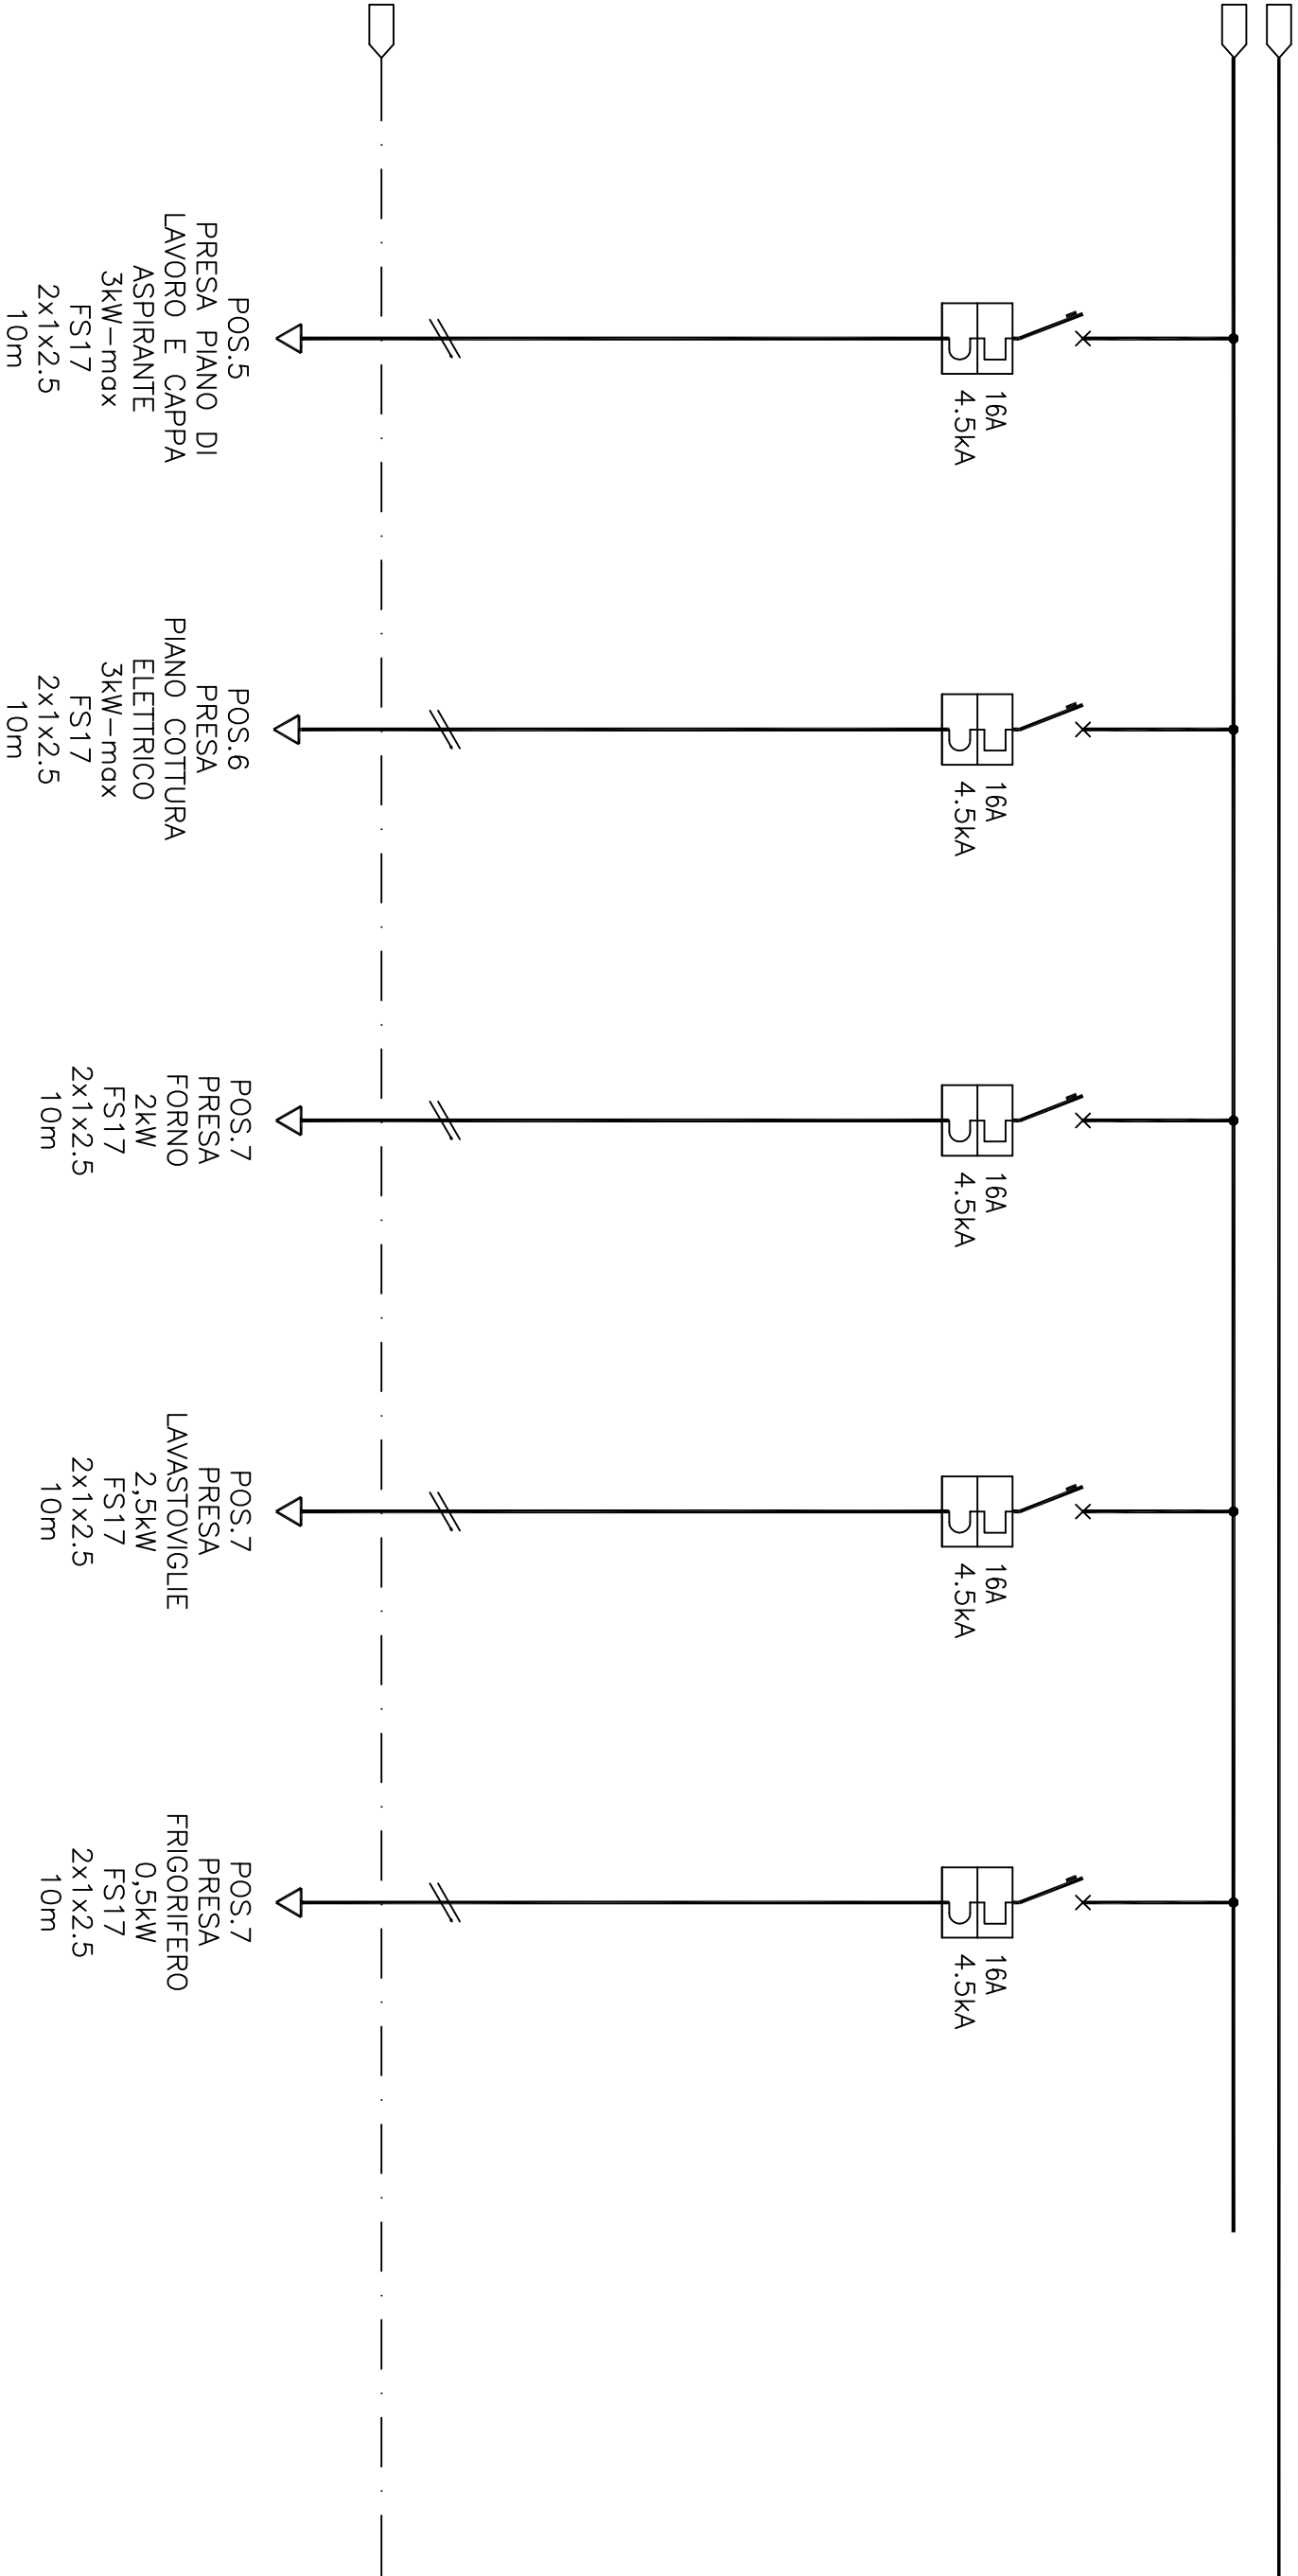 16A
4.5kA
16A
4.5kA
16A
4.5kA
16A
4.5kA
16A
4.5kA
POS.5
PRESA PIANO DI
LAVORO E CAPPA
ASPIRANTE
3kW-max
FS17
2x1x2.5
10m
POS.6
PRESA
PIANO COTTURA
ELETTRICO
3kW-max
FS17
2x1x2.5
10m
POS.7
PRESA
FORNO
2kW
FS17
2x1x2.5
10m
POS.7
PRESA
LAVASTOVIGLIE
2,5kW
FS17
2x1x2.5
10m
POS.7
PRESA
FRIGORIFERO
0,5kW
FS17
2x1x2.5
10m